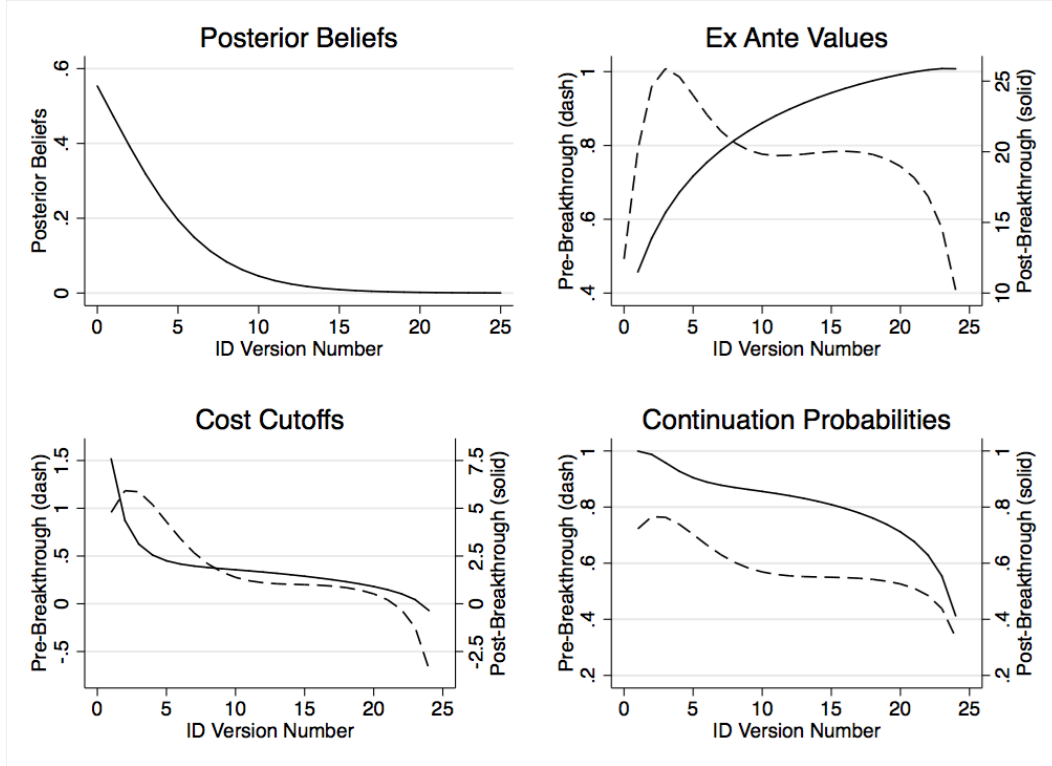 Posterior Beliefs
Posterior Beliefs
.6
.4
.2
0
0 5 10 15 20 25
ID Version Number
Ex Ante Values
Pre-Breakthrough (dash)
1
.8
.6
.4
25
20
15
10
Post-Breakthrough (solid)
0 5 10 15 20 25
ID Version Number
Cost Cutoffs
Pre-Breakthrough (dash)
1.5
1
.5
0
-.5
7.5
5
2.5
0
-2.5
Post-Breakthrough (solid)
0 5 10 15 20 25
ID Version Number
Continuation Probabilities
Pre-Breakthrough (dash)
1
.8
.6
.4
.2
1
.8
.6
.4
.2
Post-Breakthrough (solid)
0 5 10 15 20 25
ID Version Number